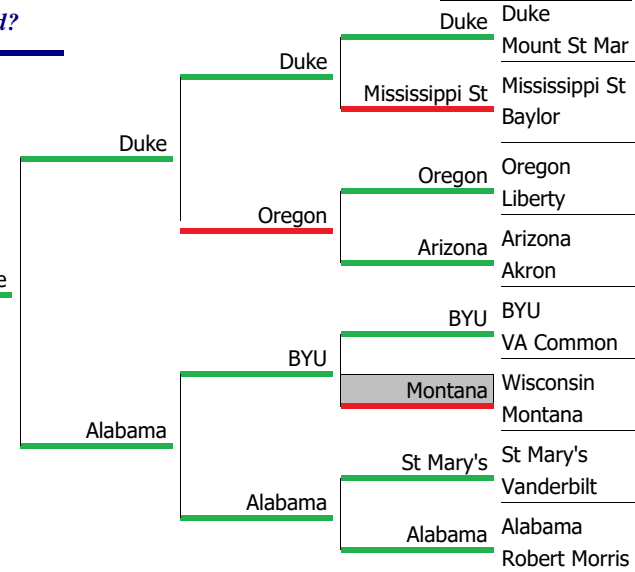 d?
Duke
Duke
Mount St Mar
Duke
Mississippi St
Mississippi St
Baylor
Duke
Oregon
Oregon
Liberty
Oregon
Arizona
Arizona
Akron
e
BYU
BYU
VA Common
BYU
Montana
Wisconsin
Montana
Alabama
St Mary's
St Mary's
Vanderbilt
Alabama
Alabama
Alabama
Robert Morris